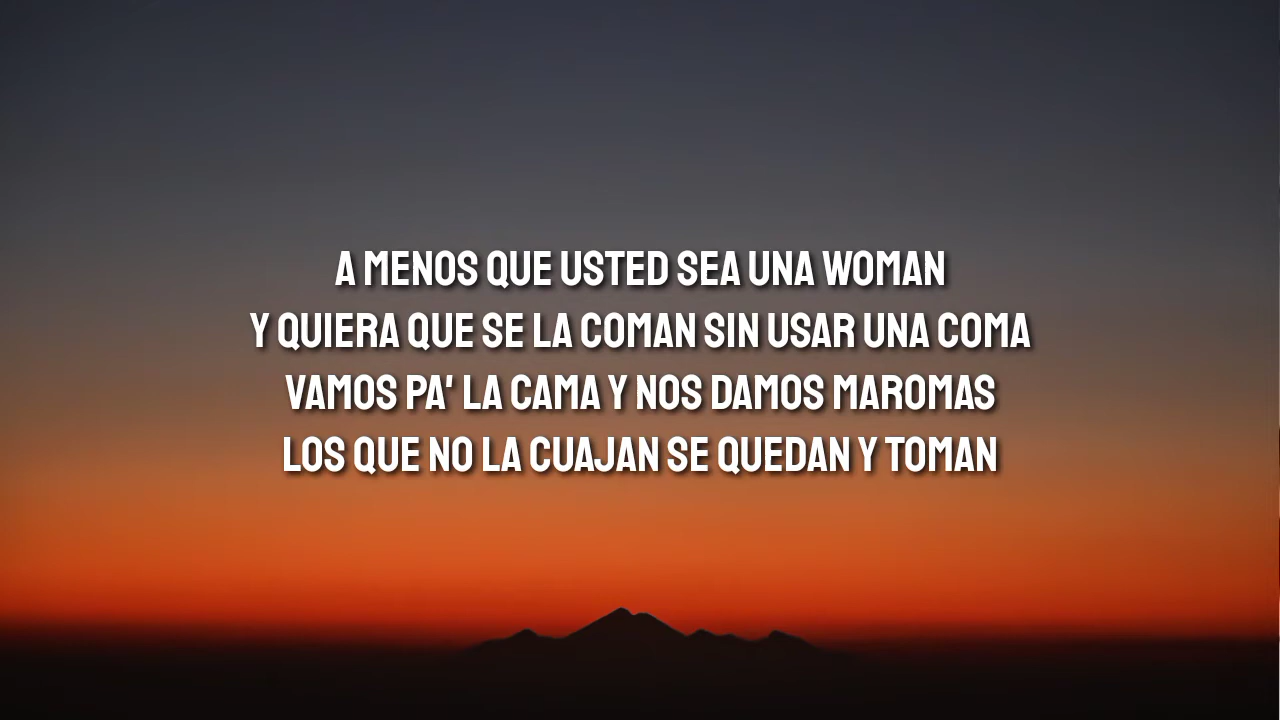 A MENOS QUE USTED SEA UNA WOMAN
Y QUIERA QUE SE LA COMAN SIN USAR UNA COMA
VAMOS PA' LA CAMA Y NOS DAMOS MAROMAS
LOS QUE NO LA CUAJAN SE QUEDAN Y TOMAN